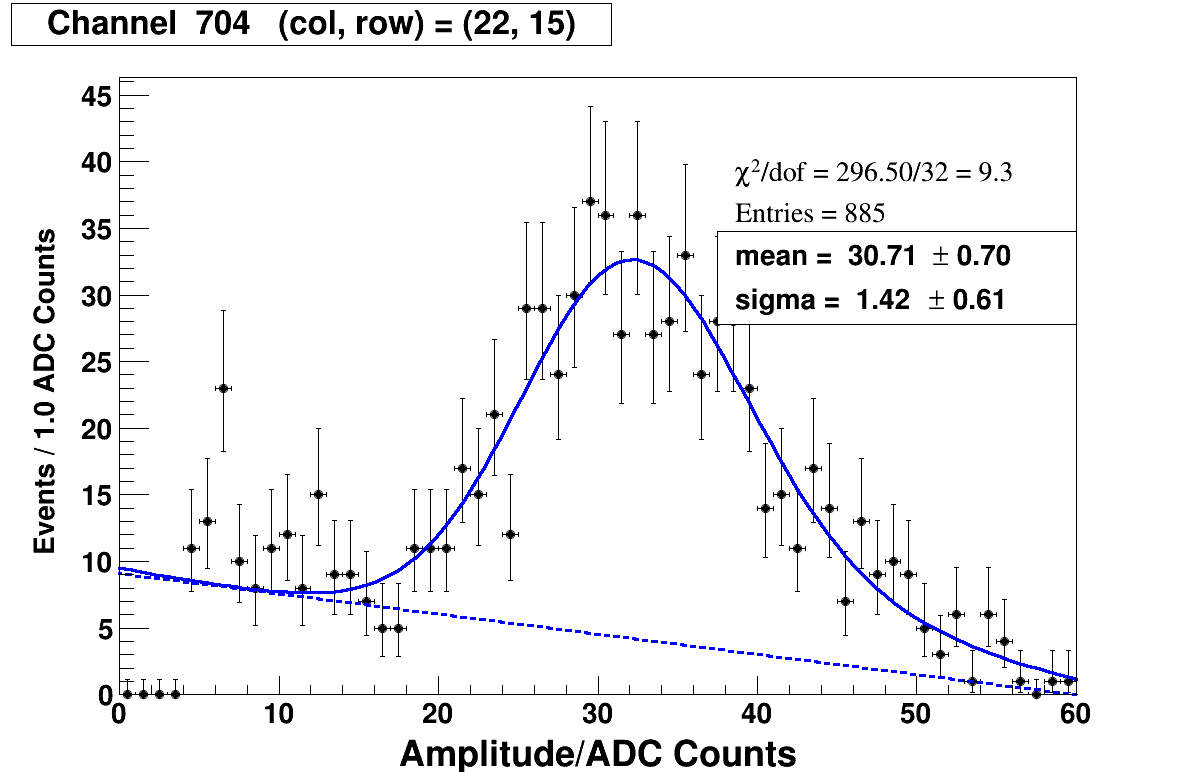 Channel 704 (col, row) = (22, 15)
χ²/dof = 296.50/32 = 9.3
Entries = 885
mean = 30.71 ± 0.70
sigma = 1.42 ± 0.61
Events / 1.0 ADC Counts
45
40
35
30
25
20
15
10
5
0
0 10 20 30 40 50 60
Amplitude/ADC Counts